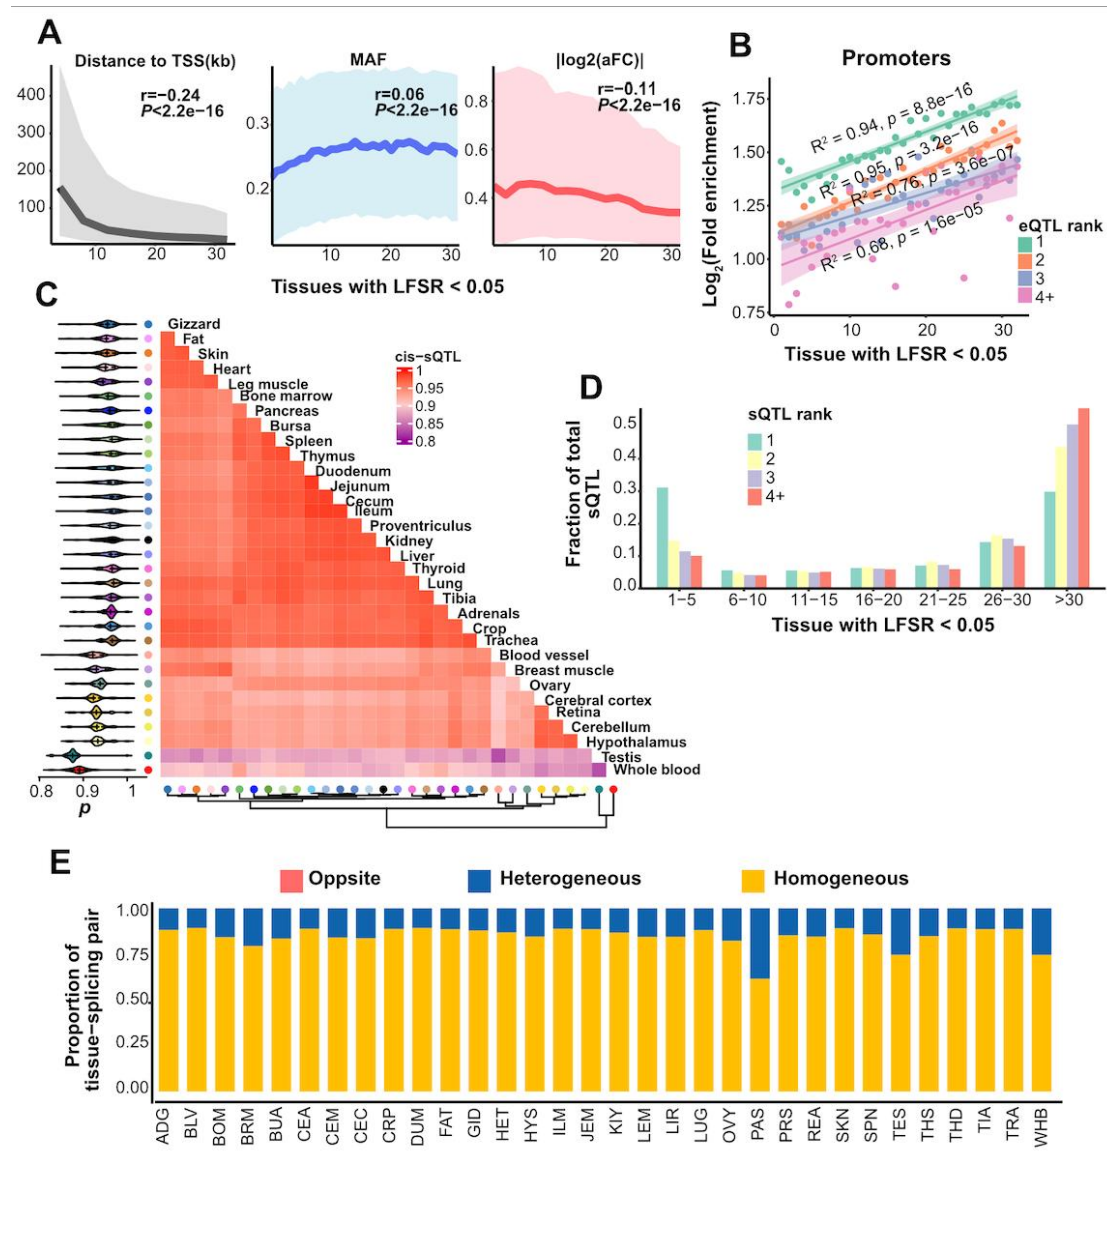 A
Distance to TSS(kb)
r=−0.24
P<2.2e−16
400
300
200
100
10
20
30
MAF
r=0.06
P<2.2e−16
0.3
0.2
10
20
30
|log2(aFC)|
r=−0.11
P<2.2e−16
0.8
0.6
0.4
10
20
30
Tissues with LFSR < 0.05
B
Promoters
Log2(Fold enrichment)
1.75
1.50
1.25
1.00
0.75
R² = 0.94, p = 8.8e−16
R² = 0.95, p = 3.2e−16
R² = 0.76, p = 3.6e−07
R² = 0.68, p = 1.6e−05
0
10
20
30
Tissue with LFSR < 0.05
eQTL rank
1
2
3
4+
C
Gizzard
Fat
Skin
Heart
Leg muscle
Bone marrow
Pancreas
Bursa
Spleen
Thymus
Duodenum
Jejunum
Cecum
Ileum
Proventriculus
Kidney
Liver
Thyroid
Lung
Tibia
Adrenals
Crop
Trachea
Blood vessel
Breast muscle
Ovary
Cerebral cortex
Retina
Cerebellum
Hypothalamus
Testis
Whole blood
cis−sQTL
1
0.95
0.9
0.85
0.8
0.8
0.9
1
p
D
Fraction of total
sQTL
0.5
0.4
0.3
0.2
0.1
0.0
sQTL rank
1
2
3
4+
1−5
6−10
11−15
16−20
21−25
26−30
>30
Tissue with LFSR < 0.05
E
Oppsite
Heterogeneous
Homogeneous
Proportion of
tissue−splicing pair
1.00
0.75
0.50
0.25
0.00
ADG
BLV
BOM
BRM
BUA
CEA
CEM
CEC
CRP
DUM
FAT
GID
HET
HYS
ILM
JEM
KIY
LEM
LIR
LUG
OVY
PAS
PRS
REA
SKN
SPN
TES
THS
THD
TIA
TRA
WHB